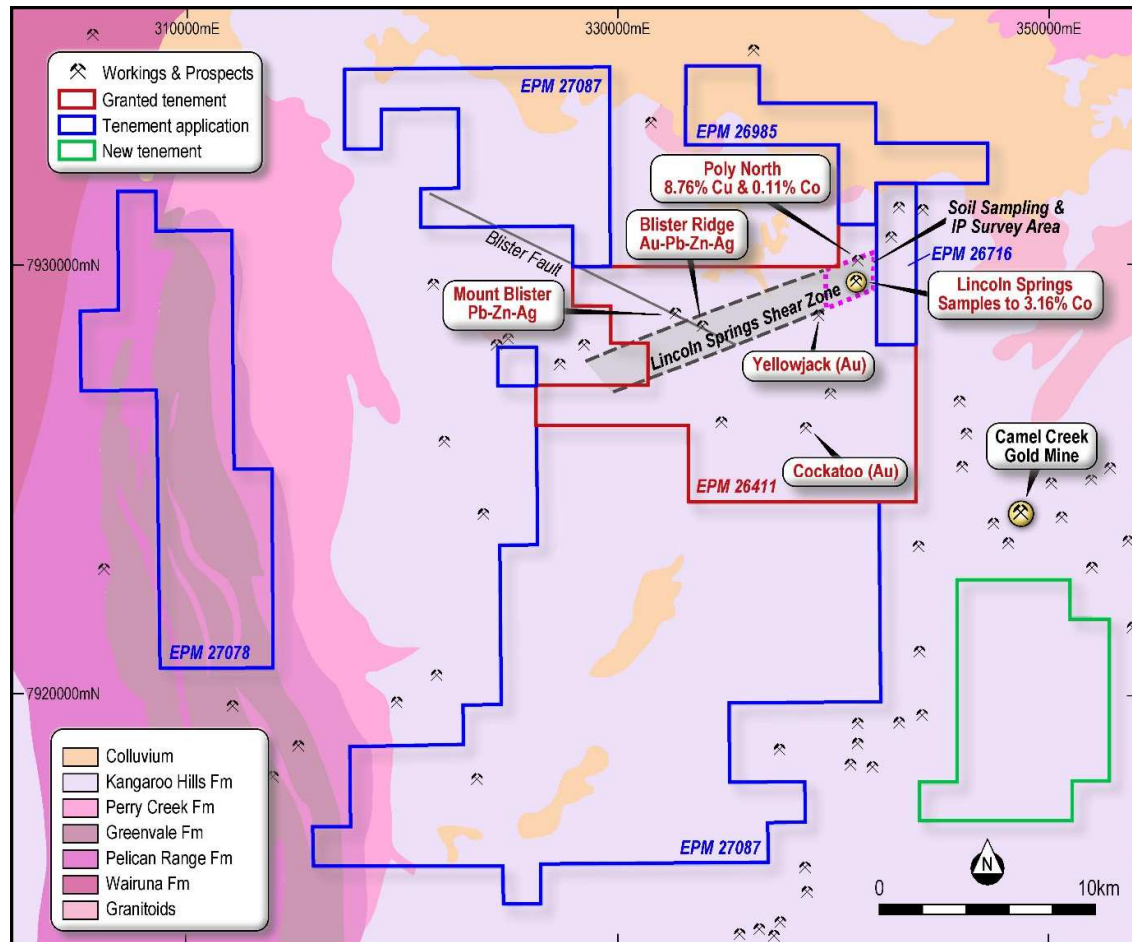 310000mE
330000mE
350000mE
Workings & Prospects
Granted tenement
Tenement application
New tenement
EPM 27087
EPM 26985
Poly North
8.76% Cu & 0.11% Co
Soil Sampling &
IP Survey Area
Blister Ridge
Au-Pb-Zn-Ag
EPM 26716
Blister Fault
7930000mN
Mount Blister
Pb-Zn-Ag
Lincoln Springs Shear Zone
Lincoln Springs
Samples to 3.16% Co
Yellowjack (Au)
Camel Creek
Gold Mine
Cockatoo (Au)
EPM 26411
EPM 27078
7920000mN
Colluvium
Kangaroo Hills Fm
Perry Creek Fm
Greenvale Fm
Pelican Range Fm
Wairuna Fm
Granitoids
EPM 27087
N
0
10km